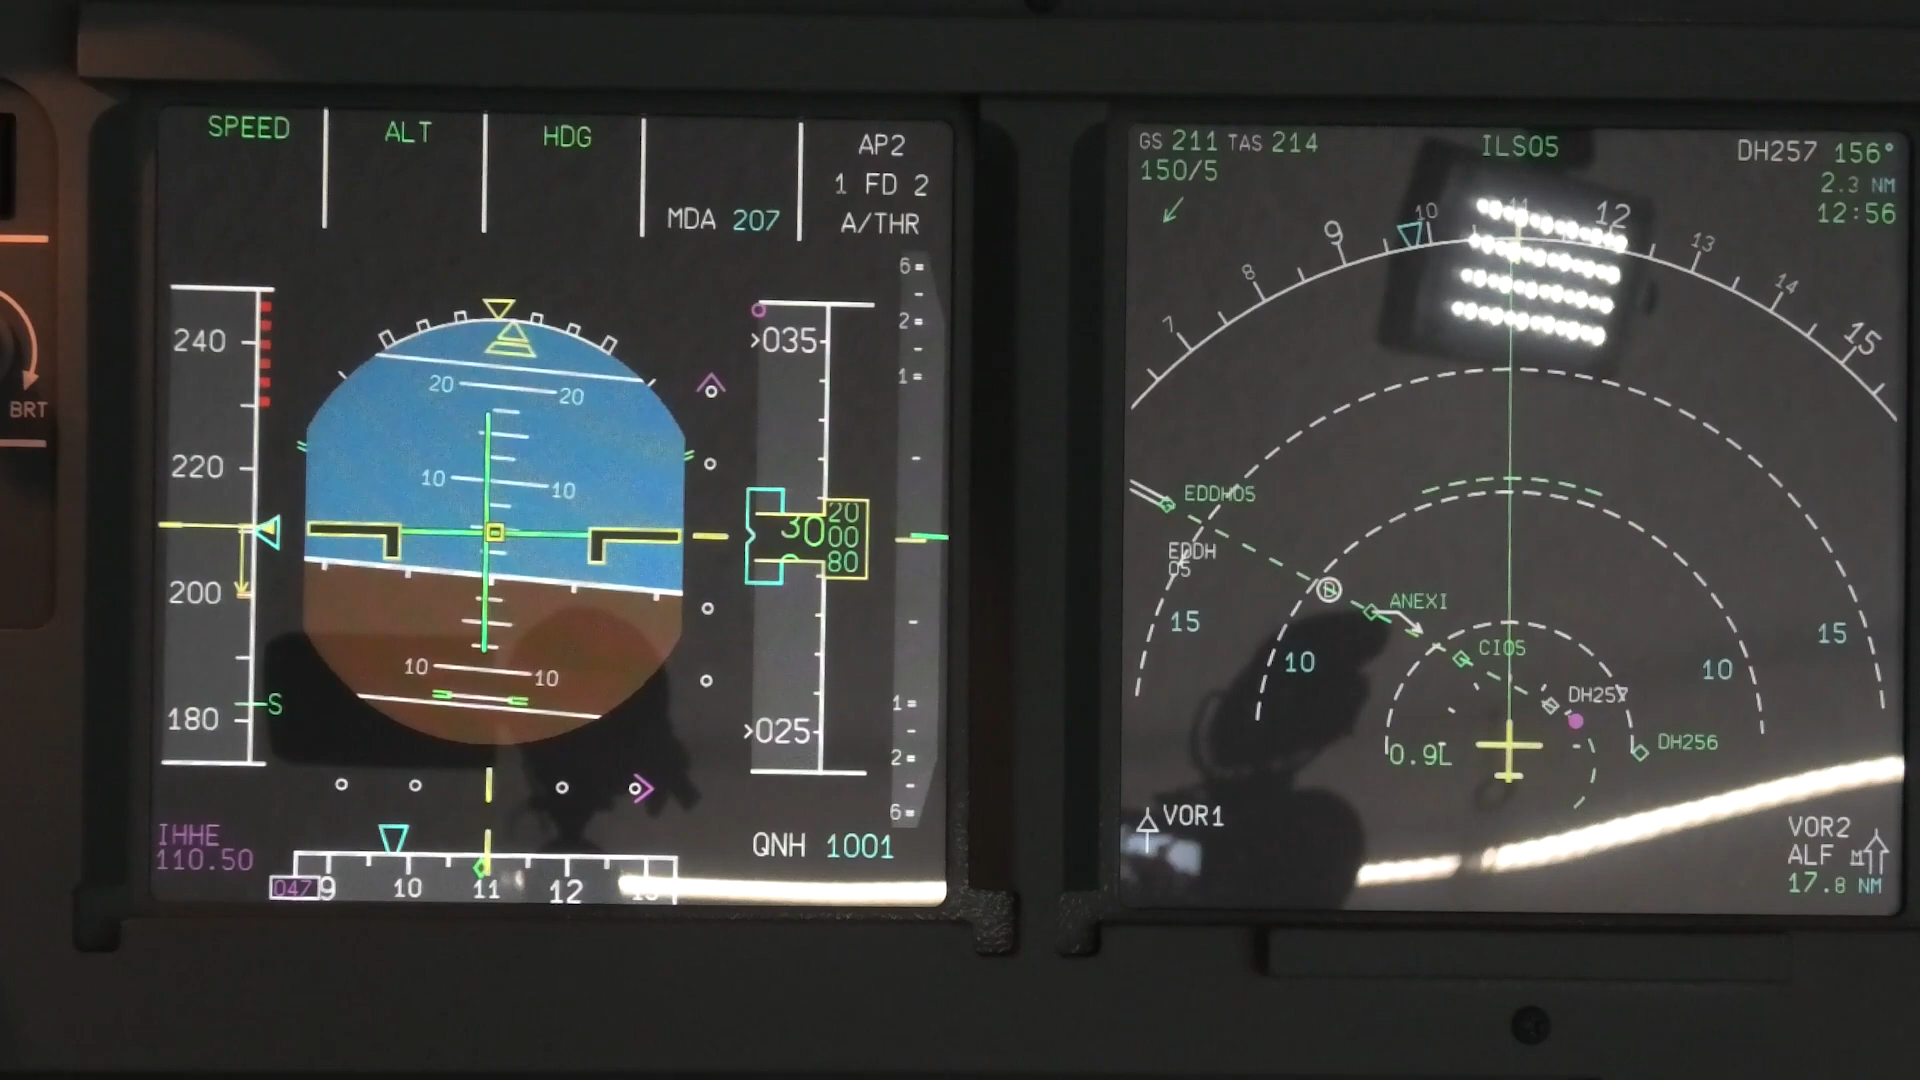 SPEED ALT HDG AP2
1 FD 2
MDA 207 A/THR
240
220
200
180
S
20 20
10 10
10 10
>035
20
3000
80
>025
6
2
1
1
2
6
IHHE
110.50
QNH 1001
047 9 10 11 12 13
BRT
GS 211 TAS 214 ILS05 DH257 156°
150/5 2.3 NM
12:56
7 8 9 10 11 12 13 14 15
EDDH05
EDDH
05
ANEXI
CI05
DH257
DH256
15 15
10 10
0.9L
D
VOR1
VOR2
ALF M
17.8 NM